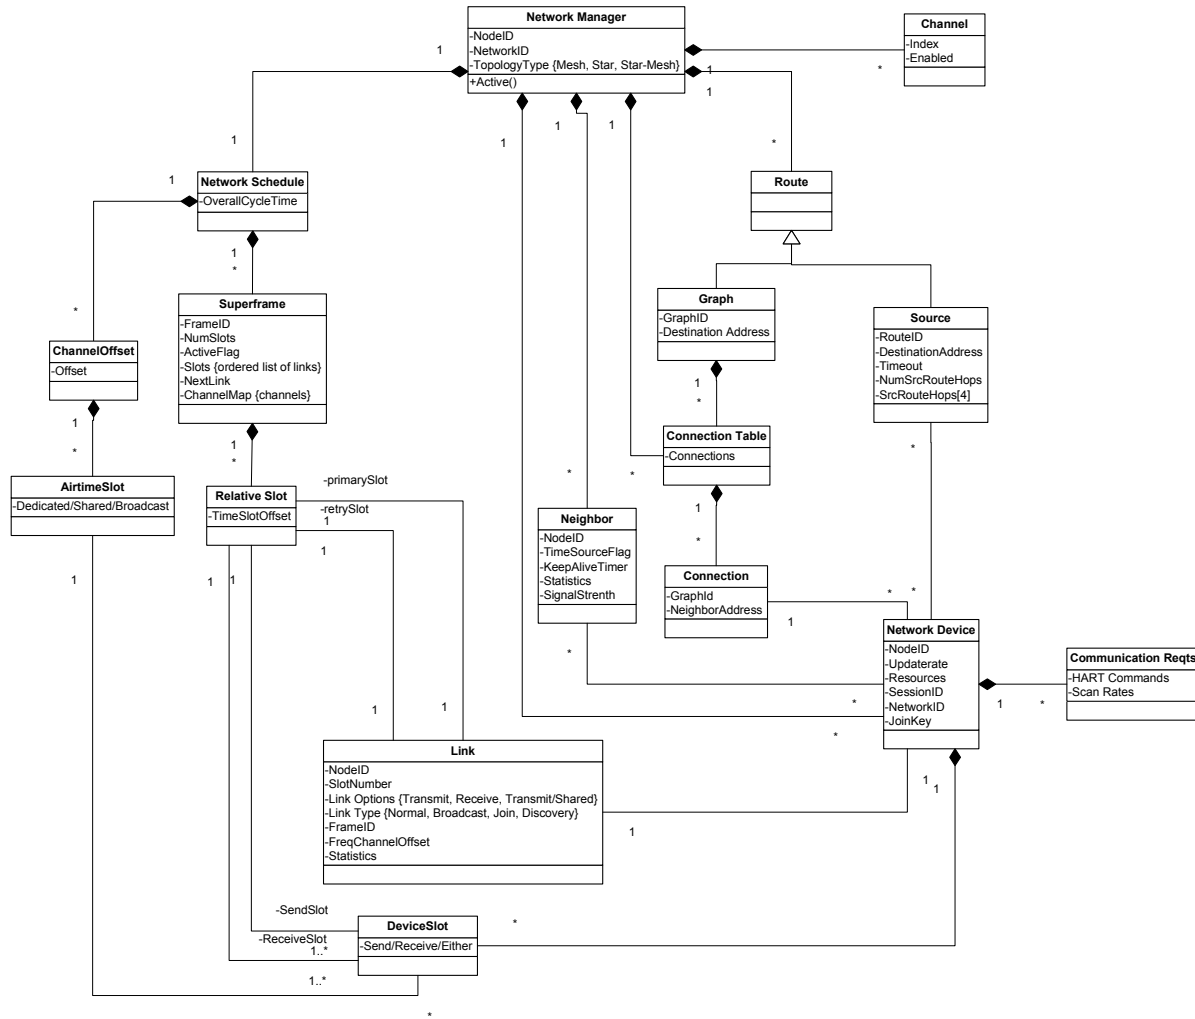 Network Manager
-NodeID
-NetworkID
-TopologyType {Mesh, Star, Star-Mesh}
+Active()
Channel
-Index
-Enabled
1
*
1
1
1
1
1
1
1
*
Network Schedule
-OverallCycleTime
Route
1
1
*
Superframe
-FrameID
-NumSlots
-ActiveFlag
-Slots {ordered list of links}
-NextLink
-ChannelMap {channels}
Graph
-GraphID
-Destination Address
Source
-RouteID
-DestinationAddress
-Timeout
-NumSrcRouteHops
-SrcRouteHops[4]
*
ChannelOffset
-Offset
1
*
1
*
1
*
Connection Table
-Connections
*
*
*
AirtimeSlot
-Dedicated/Shared/Broadcast
Relative Slot
-TimeSlotOffset
-primarySlot
-retrySlot
1
1
1
*
Neighbor
-NodeID
-TimeSourceFlag
-KeepAliveTimer
-Statistics
-SignalStrenth
Connection
-GraphId
-NeighborAddress
1
*
*
1
1
1
Network Device
-NodeID
-Updaterate
-Resources
-SessionID
-NetworkID
-JoinKey
Communication Reqts
-HART Commands
-Scan Rates
*
1
*
*
*
1
1
Link
-NodeID
-SlotNumber
-Link Options {Transmit, Receive, Transmit/Shared}
-Link Type {Normal, Broadcast, Join, Discovery}
-FrameID
-FreqChannelOffset
-Statistics
1
1
1
-SendSlot
-ReceiveSlot
1..*
DeviceSlot
-Send/Receive/Either
*
1..*
*